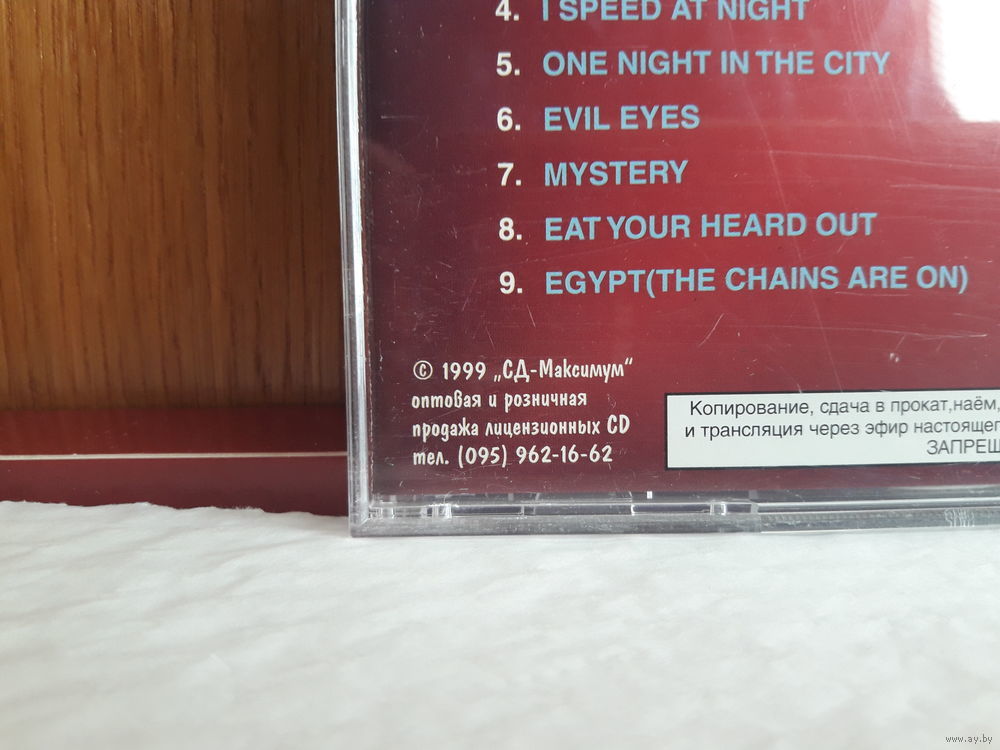 4. I SPEED AT NIGHT
5. ONE NIGHT IN THE CITY
6. EVIL EYES
7. MYSTERY
8. EAT YOUR HEARD OUT
9. EGYPT(THE CHAINS ARE ON)
© 1999 „СД-Максимум“
оптовая и розничная
продажа лицензионных CD
тел. (095) 962-16-62
Копирование, сдача в прокат,наём,
и трансляция через эфир настоящег
ЗАПРЕЩ
www.ay.by